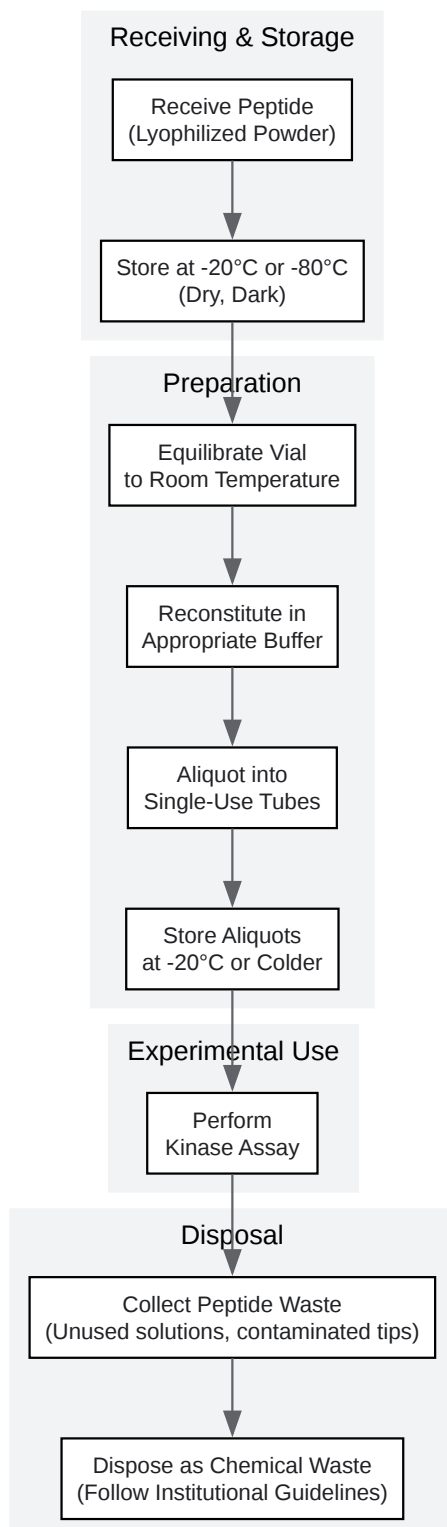 Receiving & Storage
Receive Peptide
(Lyophilized Powder)
Store at -20°C or -80°C
(Dry, Dark)
Preparation
Equilibrate Vial
to Room Temperature
Reconstitute in
Appropriate Buffer
Aliquot into
Single-Use Tubes
Store Aliquots
at -20°C or Colder
Experimental Use
Perform
Kinase Assay
Disposal
Collect Peptide Waste
(Unused solutions, contaminated tips)
Dispose as Chemical Waste
(Follow Institutional Guidelines)